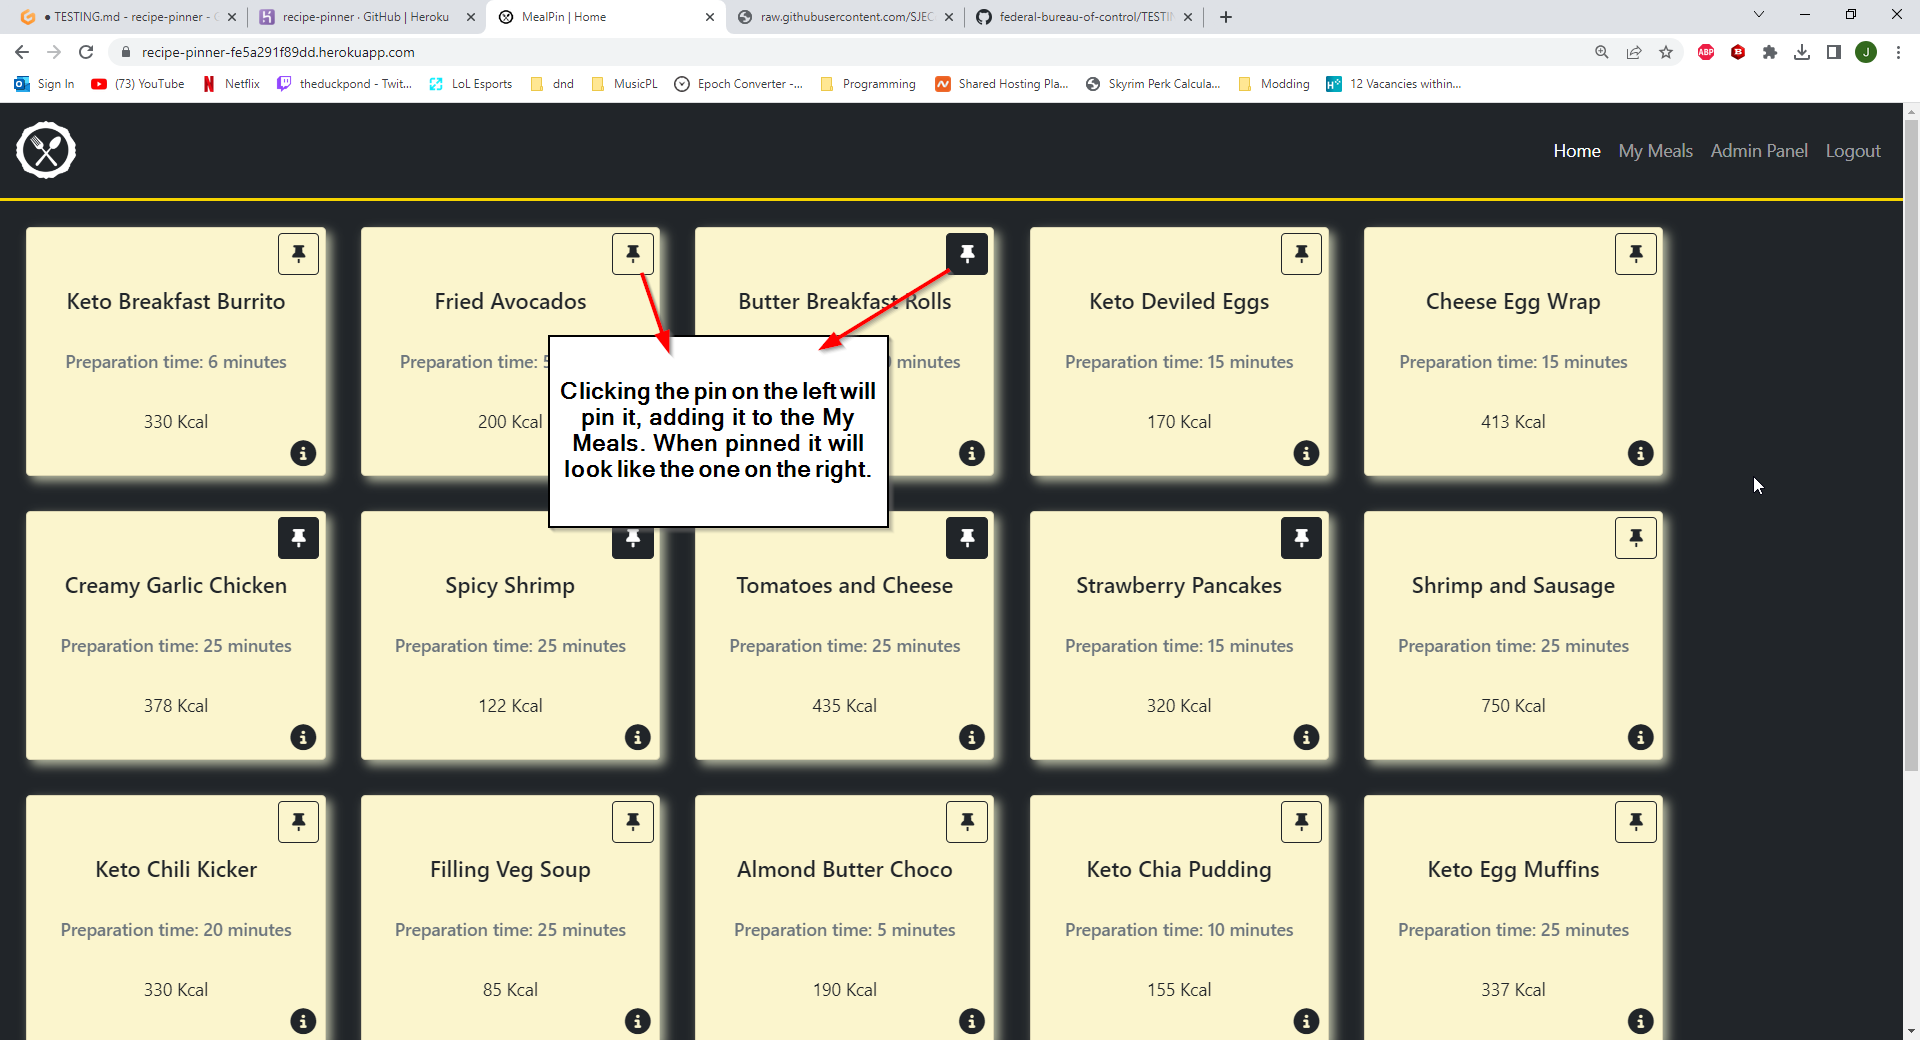 ● TESTING.md - recipe-pinner -
recipe-pinner · GitHub | Heroku
MealPin | Home
raw.githubusercontent.com/SJEC
federal-bureau-of-control/TESTIN
recipe-pinner-fe5a291f89dd.herokuapp.com
ABP
B
J
Sign In
(73) YouTube
Netflix
theduckpond - Twit...
LoL Esports
dnd
MusicPL
Epoch Converter -...
Programming
Shared Hosting Pla...
Skyrim Perk Calcula...
Modding
12 Vacancies within...
Home
My Meals
Admin Panel
Logout
Keto Breakfast Burrito
Preparation time: 6 minutes
330 Kcal
Fried Avocados
Preparation time: 5
200 Kcal
Butter Breakfast Rolls
minutes
Clicking the pin on the left will
pin it, adding it to the My
Meals. When pinned it will
look like the one on the right.
Keto Deviled Eggs
Preparation time: 15 minutes
170 Kcal
Cheese Egg Wrap
Preparation time: 15 minutes
413 Kcal
Creamy Garlic Chicken
Preparation time: 25 minutes
378 Kcal
Spicy Shrimp
Preparation time: 25 minutes
122 Kcal
Tomatoes and Cheese
Preparation time: 25 minutes
435 Kcal
Strawberry Pancakes
Preparation time: 15 minutes
320 Kcal
Shrimp and Sausage
Preparation time: 25 minutes
750 Kcal
Keto Chili Kicker
Preparation time: 20 minutes
330 Kcal
Filling Veg Soup
Preparation time: 25 minutes
85 Kcal
Almond Butter Choco
Preparation time: 5 minutes
190 Kcal
Keto Chia Pudding
Preparation time: 10 minutes
155 Kcal
Keto Egg Muffins
Preparation time: 25 minutes
337 Kcal